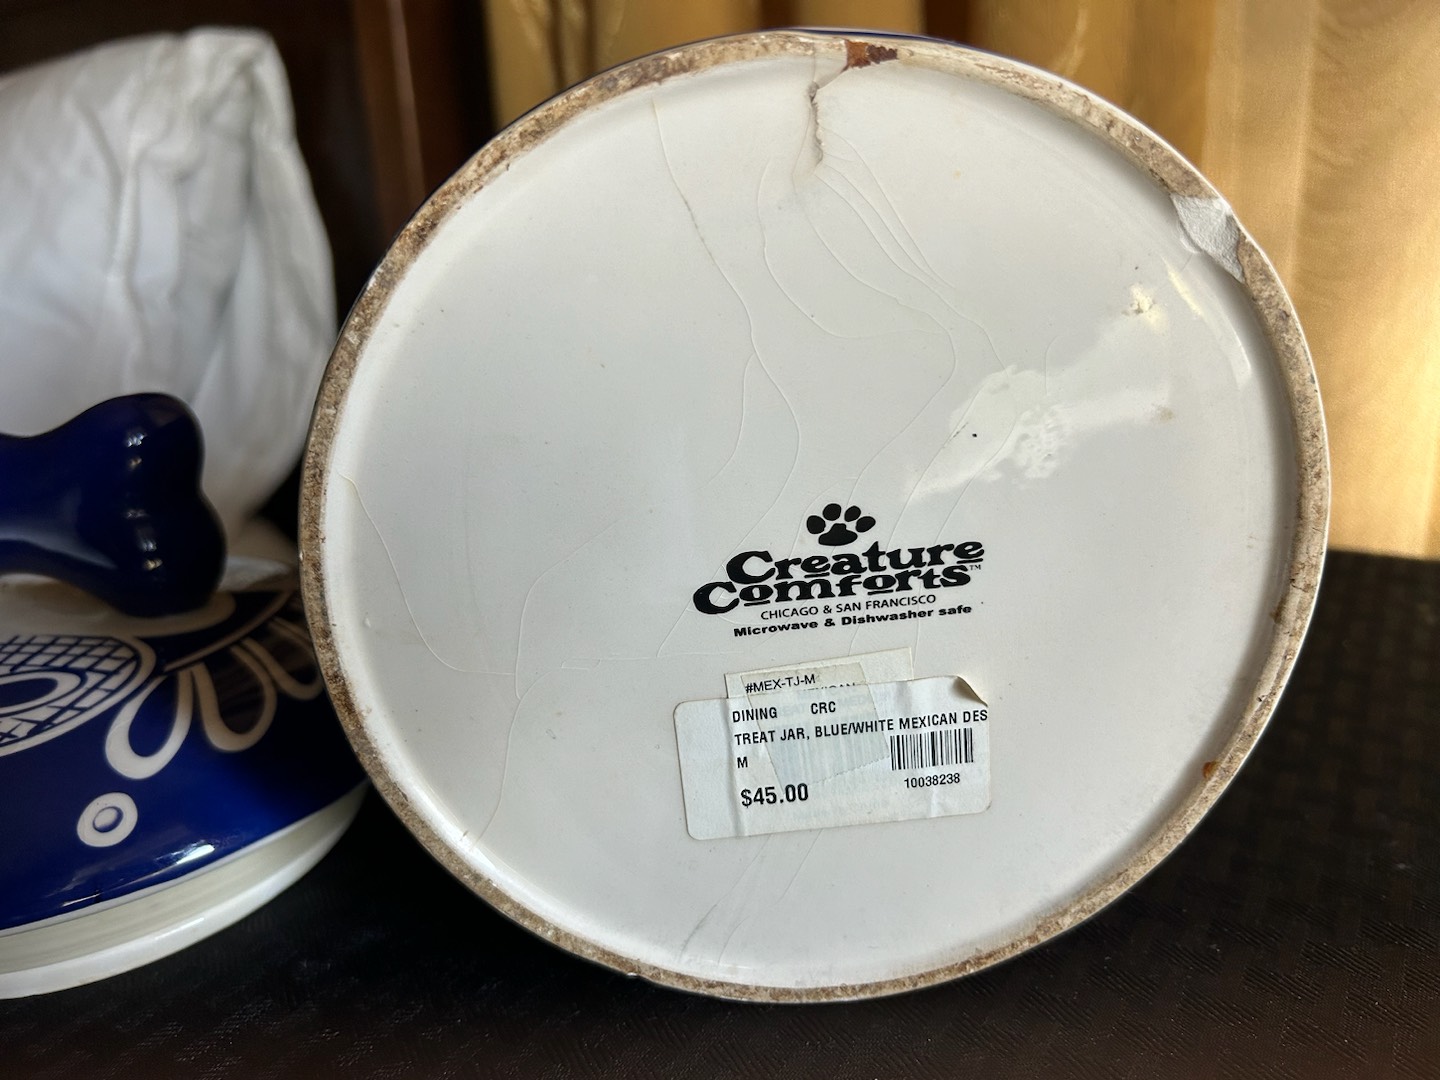 Creature
Comforts™
CHICAGO & SAN FRANCISCO
Microwave & Dishwasher safe
#MEX-TJ-M
DINING CRC
TREAT JAR, BLUE/WHITE MEXICAN DES
M
$45.00
10038238